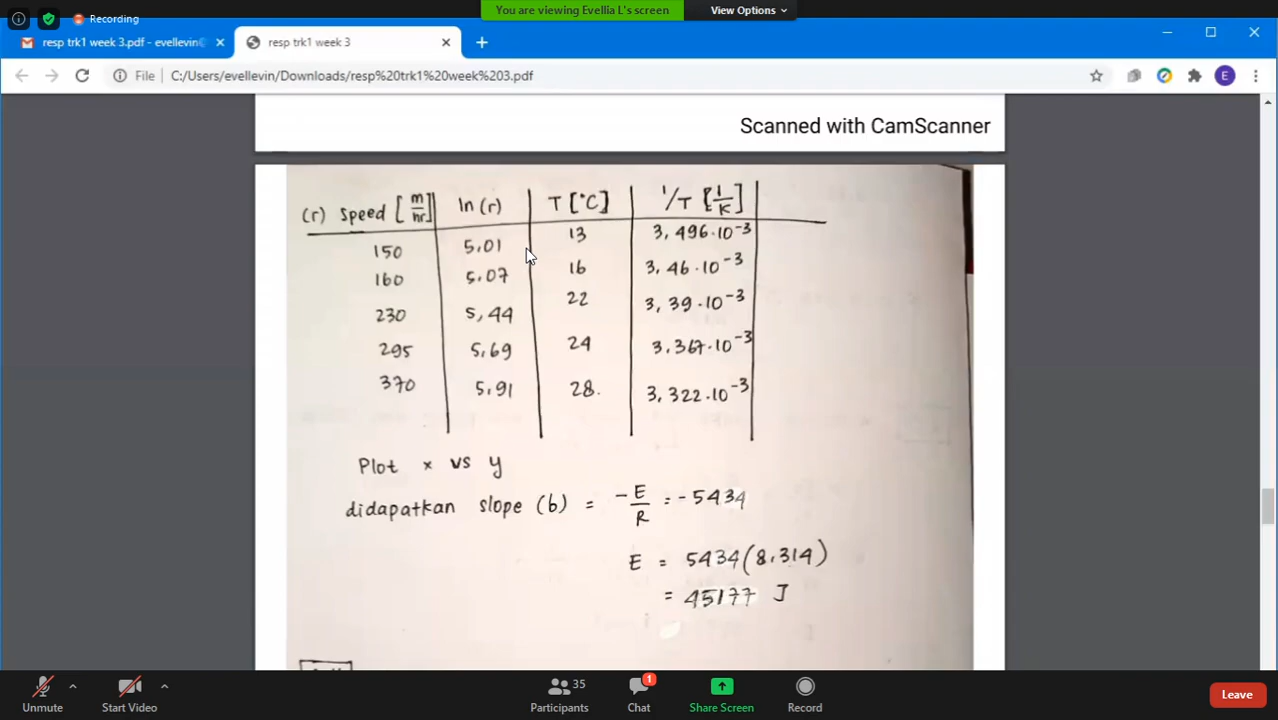 Recording
You are viewing Evellia L's screen
View Options
resp trk1 week 3.pdf - evellevin@
resp trk1 week 3
File
C:/Users/evellevin/Downloads/resp%20trk1%20week%203.pdf
E
Scanned with CamScanner
(r) Speed [m/hr] ln (r) T [°C] 1/T [1/K]
150 5,01 13 3,496·10⁻³
160 5,07 16 3,46·10⁻³
230 5,44 22 3,39·10⁻³
295 5,69 24 3,367·10⁻³
370 5,91 28. 3,322·10⁻³
Plot x vs y
didapatkan slope (b) = -E/R = -5434
E = 5434(8,314)
= 45177 J
Unmute
Start Video
35
Participants
1
Chat
Share Screen
Record
Leave